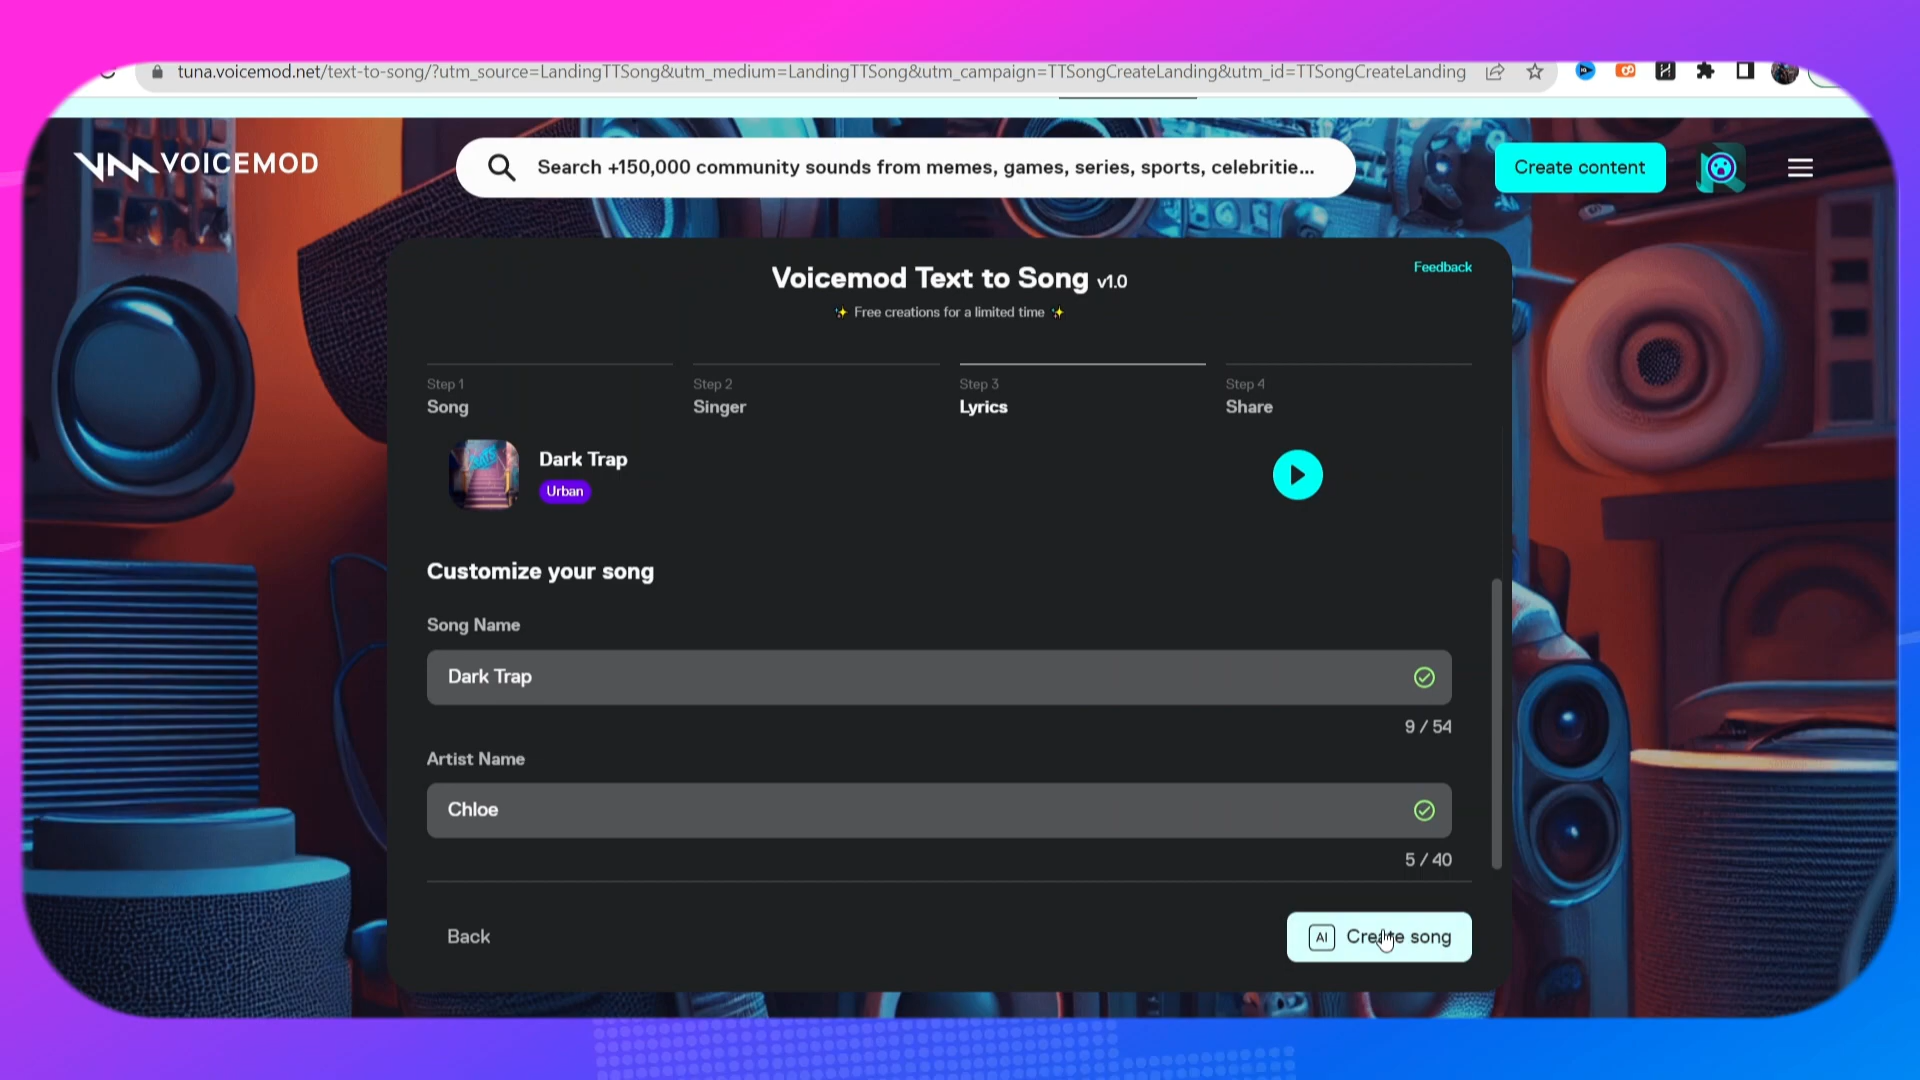 tuna.voicemod.net/text-to-song/?utm_source=LandingTTSong&utm_medium=LandingTTSong&utm_campaign=TTSongCreateLanding&utm_id=TTSongCreateLanding
VOICEMOD
Search +150,000 community sounds from memes, games, series, sports, celebritie...
Create content
Voicemod Text to Song v1.0
Feedback
✨ Free creations for a limited time ✨
Step 1
Song
Step 2
Singer
Step 3
Lyrics
Step 4
Share
Dark Trap
Urban
Customize your song
Song Name
Dark Trap
9 / 54
Artist Name
Chloe
5 / 40
Back
AI Create song